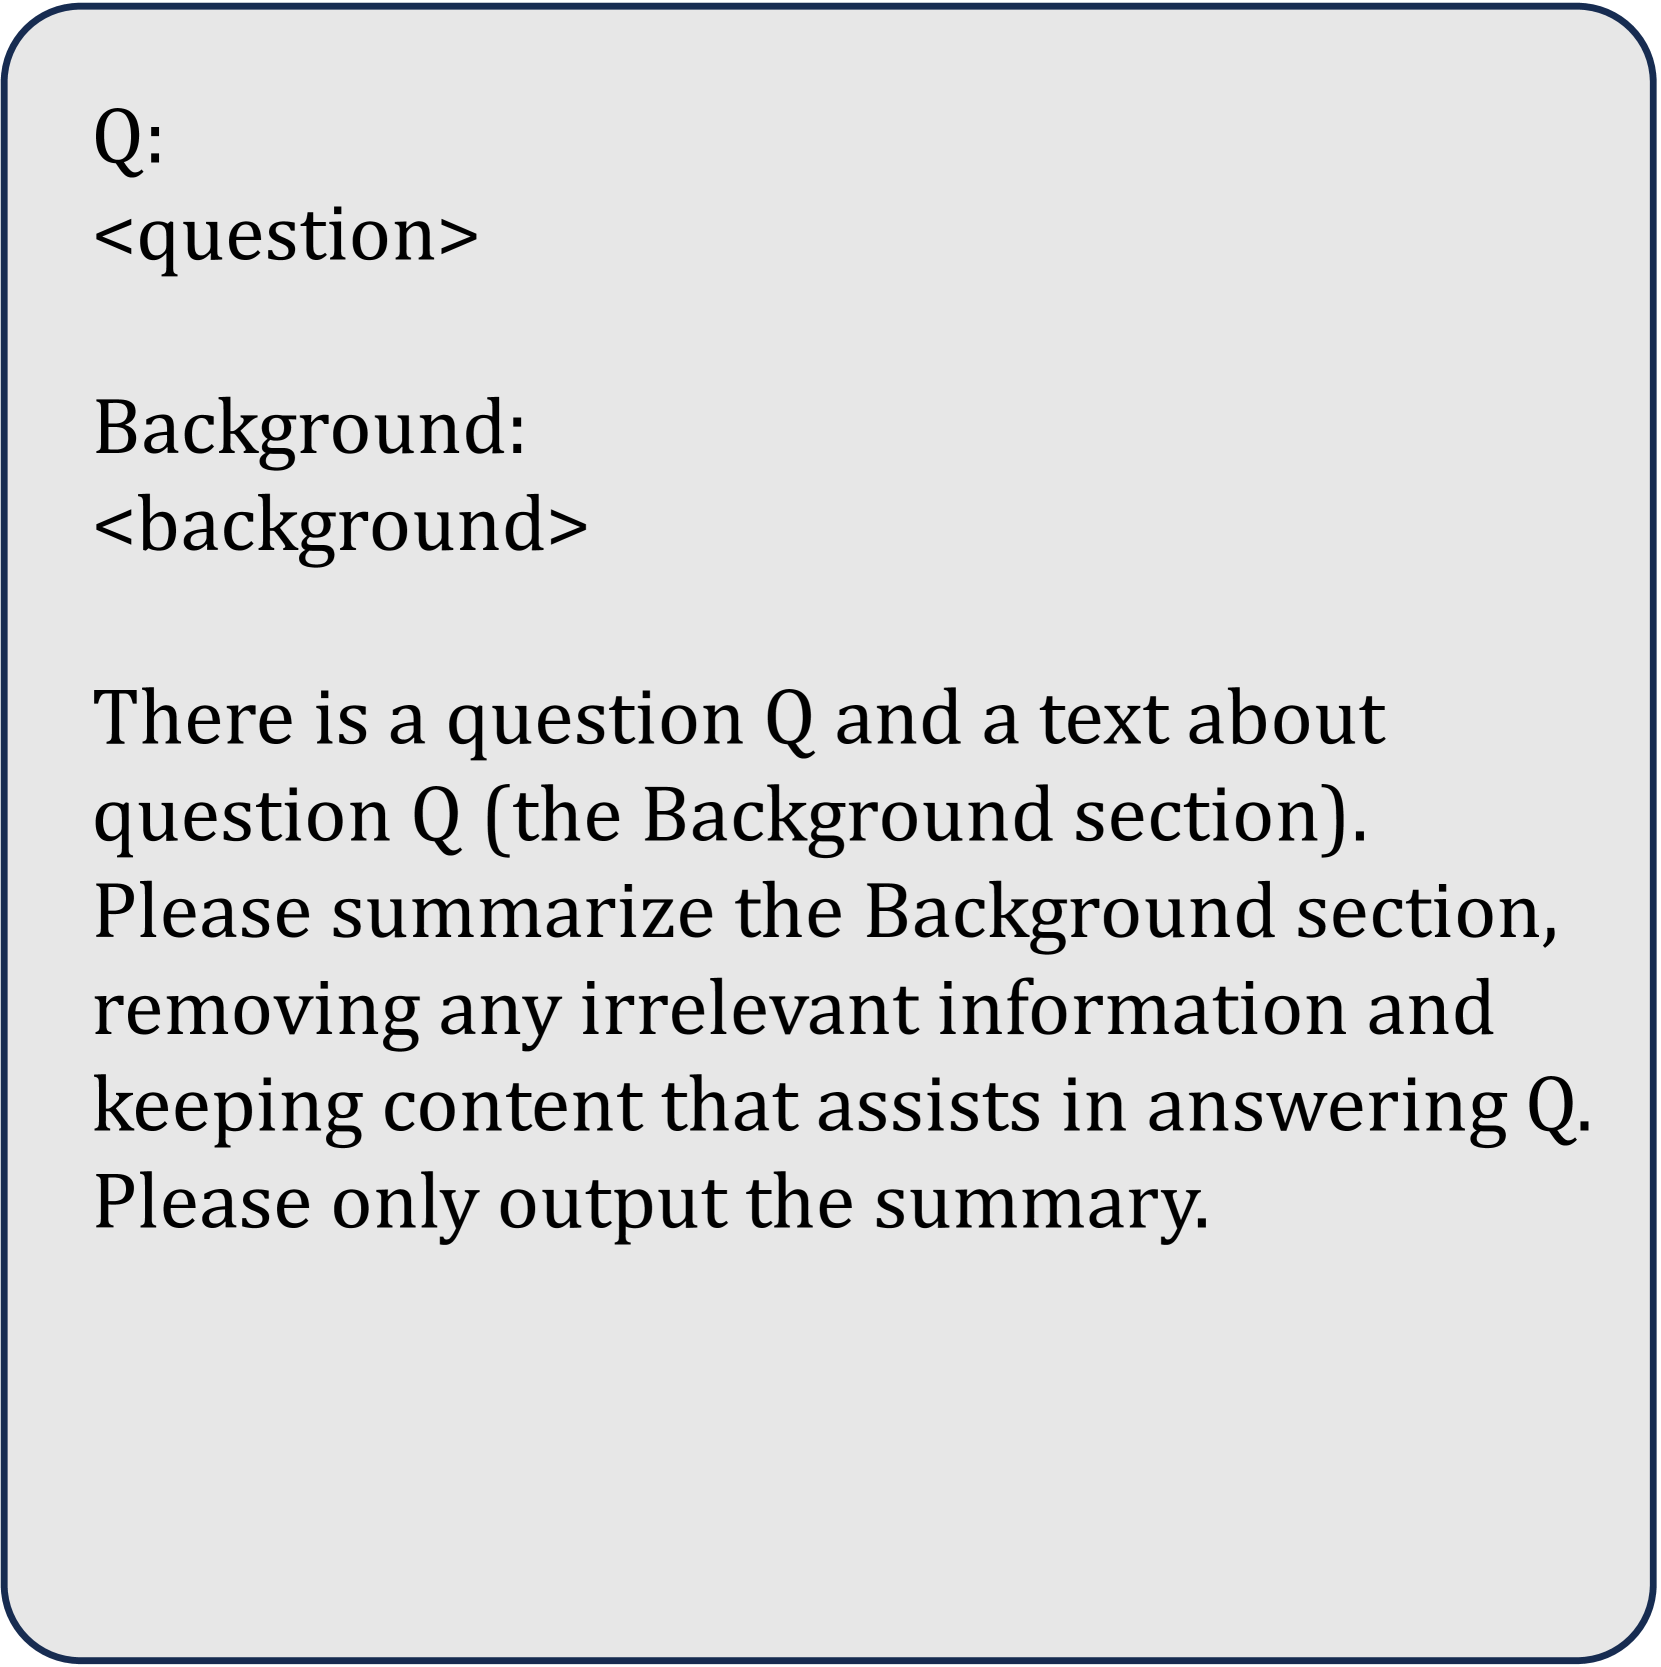 Q:
<question>
Background:
<background>
There is a question Q and a text about
question Q (the Background section).
Please summarize the Background section,
removing any irrelevant information and
keeping content that assists in answering Q.
Please only output the summary.